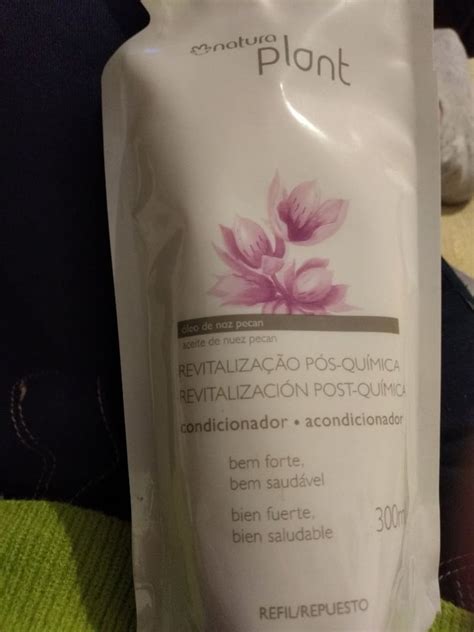 natura
plant
óleo de noz pecan
aceite de nuez pecan
REVITALIZAÇÃO PÓS-QUÍMICA
REVITALIZACIÓN POST-QUÍMICA
condicionador • acondicionador
bem forte,
bem saudável
bien fuerte,
bien saludable
300m
REFIL/REPUESTO